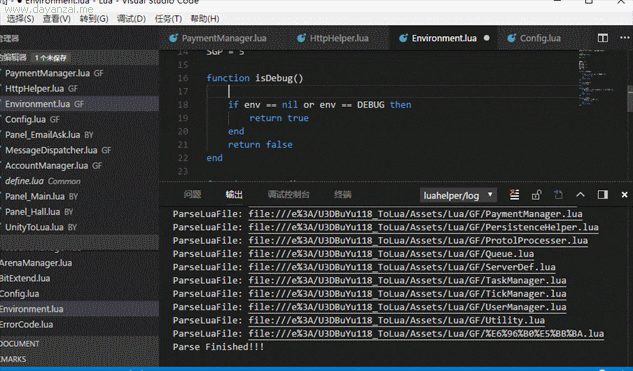 Environment.lua - Lua - Visual Studio Code
www.dayanzai.me
选择(S) 查看(V) 转到(G) 调试(D) 任务(T) 帮助(H)
管理器
的编辑器 1 个未保存
PaymentManager.lua GF
HttpHelper.lua GF
Environment.lua GF
Config.lua GF
Panel_EmailAsk.lua BY
MessageDispatcher.lua GF
AccountManager.lua GF
define.lua Common
Panel_Main.lua BY
Panel_Hall.lua BY
UnityToLua.lua BY
ArenaManager.lua
BitExtend.lua
Config.lua
Environment.lua
ErrorCode.lua
DOCUMENT
KMARKS
PaymentManager.lua HttpHelper.lua Environment.lua Config.lua
14 SGP = 5
15
16 function isDebug()
17
18 if env == nil or env == DEBUG then
19 return true
20 end
21 return false
22 end
23
问题 输出 调试控制台 终端 luahelper/log
ParseLuaFile: file:///e%3A/U3DBuYu118_ToLua/Assets/Lua/GF/PaymentManager.lua
ParseLuaFile: file:///e%3A/U3DBuYu118_ToLua/Assets/Lua/GF/PersistenceHelper.lua
ParseLuaFile: file:///e%3A/U3DBuYu118_ToLua/Assets/Lua/GF/ProtolProcesser.lua
ParseLuaFile: file:///e%3A/U3DBuYu118_ToLua/Assets/Lua/GF/Queue.lua
ParseLuaFile: file:///e%3A/U3DBuYu118_ToLua/Assets/Lua/GF/ServerDef.lua
ParseLuaFile: file:///e%3A/U3DBuYu118_ToLua/Assets/Lua/GF/TaskManager.lua
ParseLuaFile: file:///e%3A/U3DBuYu118_ToLua/Assets/Lua/GF/TickManager.lua
ParseLuaFile: file:///e%3A/U3DBuYu118_ToLua/Assets/Lua/GF/UserManager.lua
ParseLuaFile: file:///e%3A/U3DBuYu118_ToLua/Assets/Lua/GF/Utility.lua
ParseLuaFile: file:///e%3A/U3DBuYu118_ToLua/Assets/Lua/GF/%E6%96%B0%E5%BB%BA.lua
Parse Finished!!!